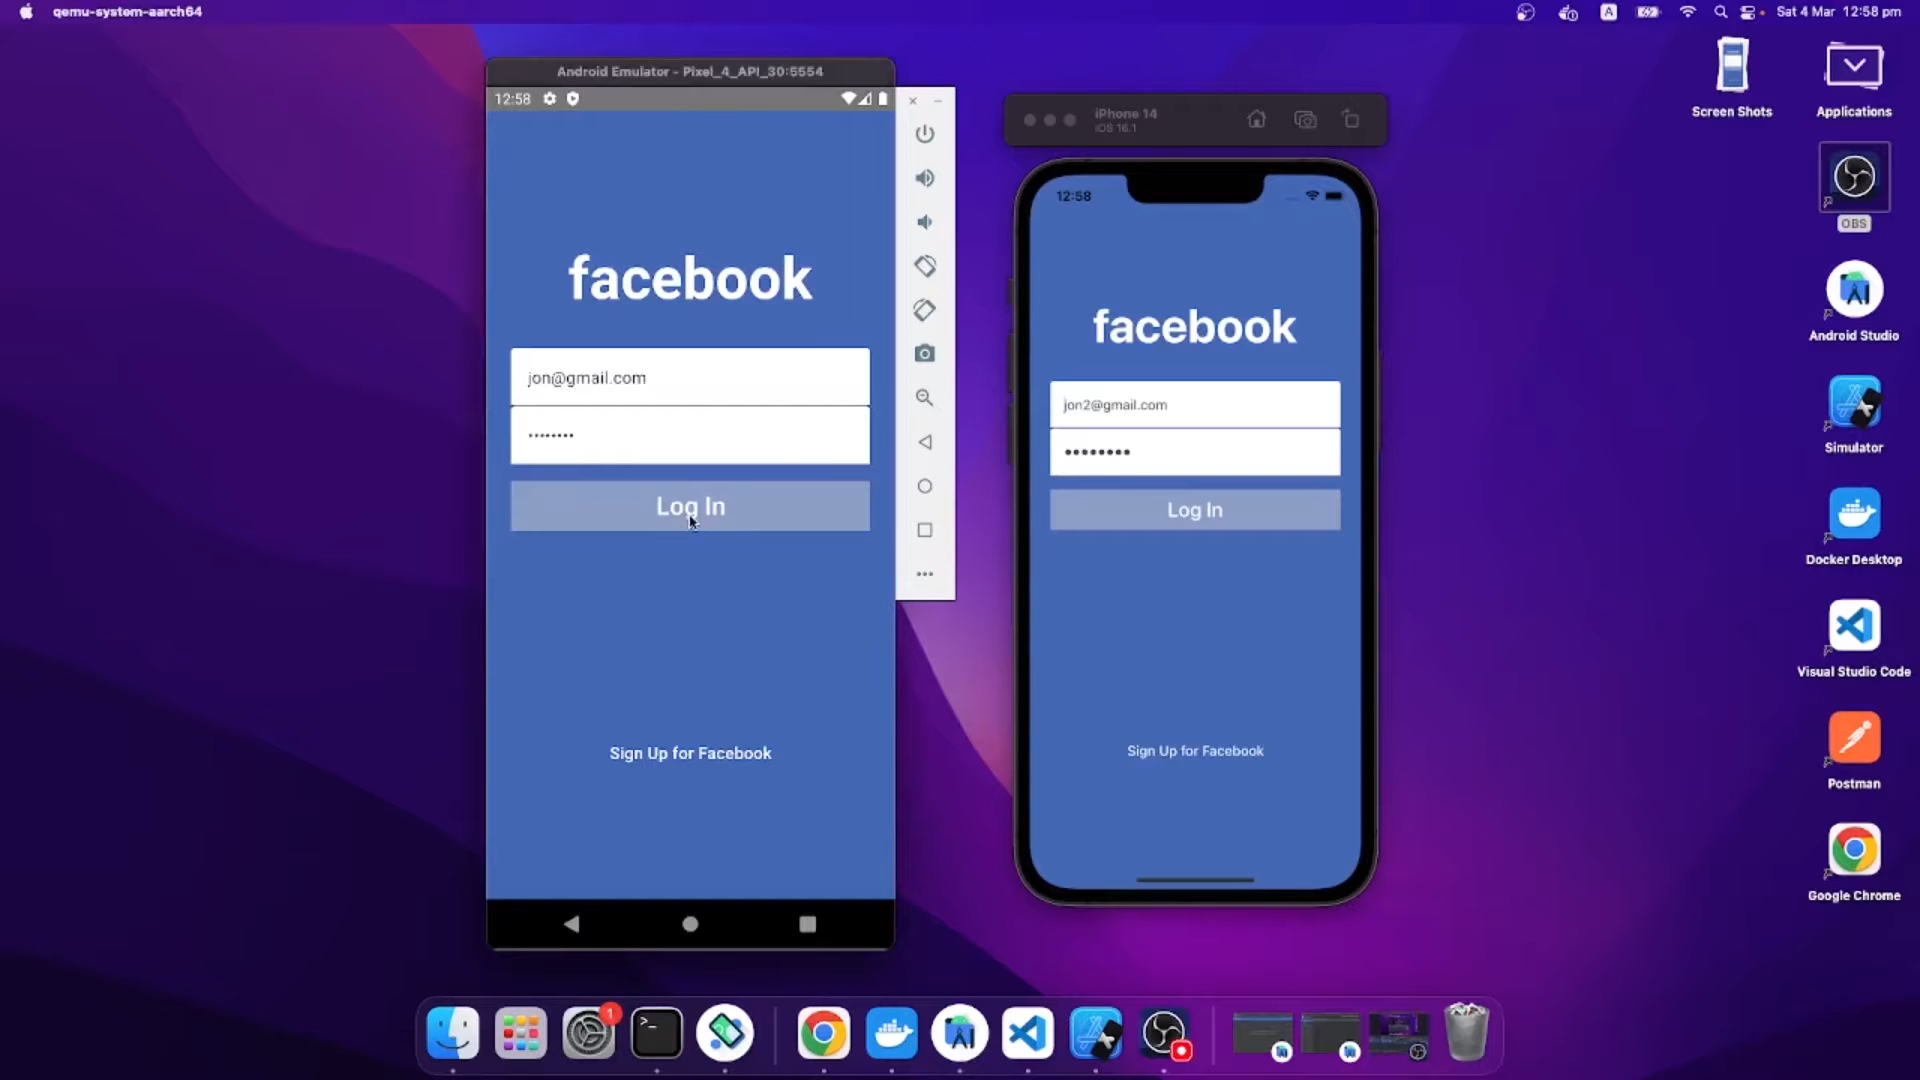 qemu-system-aarch64
A
Sat 4 Mar 12:58 pm
Android Emulator - Pixel_4_API_30:5554
12:58
facebook
jon@gmail.com
••••••••
Log In
Sign Up for Facebook
iPhone 14
iOS 16.1
12:58
facebook
jon2@gmail.com
••••••••
Log In
Sign Up for Facebook
Screen Shots
Applications
OBS
Android Studio
Simulator
Docker Desktop
Visual Studio Code
Postman
Google Chrome
1
>_